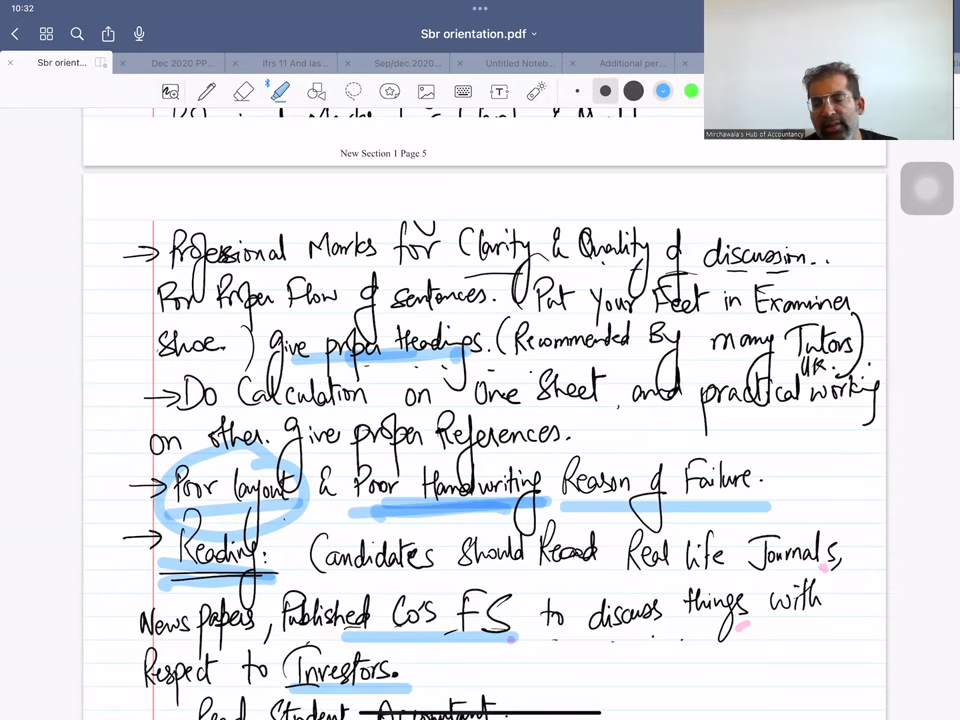 10:32
Sbr orientation.pdf
Sbr orient...
Dec 2020 PP...
Ifrs 11 And las...
Sep/dec 2020...
Untitled Noteb...
Additional per...
Mirchawala's Hub of Accountancy
New Section 1 Page 5
→ Professional Marks for Clarity & Quality of discussion..
For Proper Flow of sentences. (Put Your Feet in Examiner
Shoe.) Give proper Headings. (Recommended By many Tutors)
UK.
→ Do Calculation on One Sheet, and practical working
on other. Give proper References.
→ Poor layout & Poor Handwriting Reason of Failure.
→ Reading: Candidates Should Read Real life Journals,
News papers, Published Co's FS to discuss things with
Respect to Investors.
Read Student Accountant.